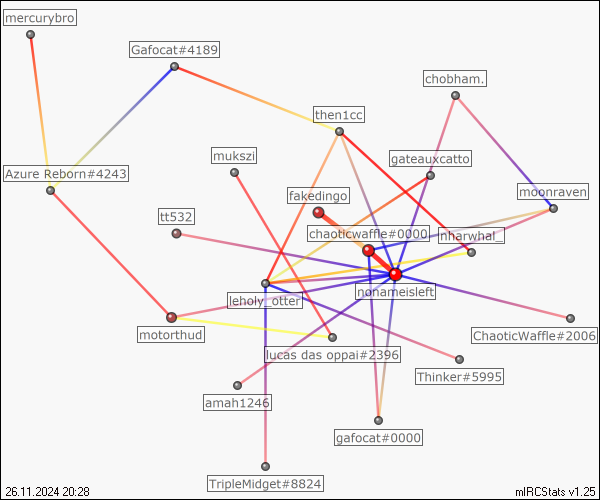 mercurybro
Gafocat#4189
chobham.
then1cc
mukszi
gateauxcatto
Azure Reborn#4243
fakedingo
moonraven
tt532
chaoticwaffle#0000
nharwhal_
leholy_otter
nonameisleft
motorthud
ChaoticWaffle#2006
lucas das oppai#2396
Thinker#5995
amah1246
gafocat#0000
TripleMidget#8824
26.11.2024 20:28
mIRCStats v1.25